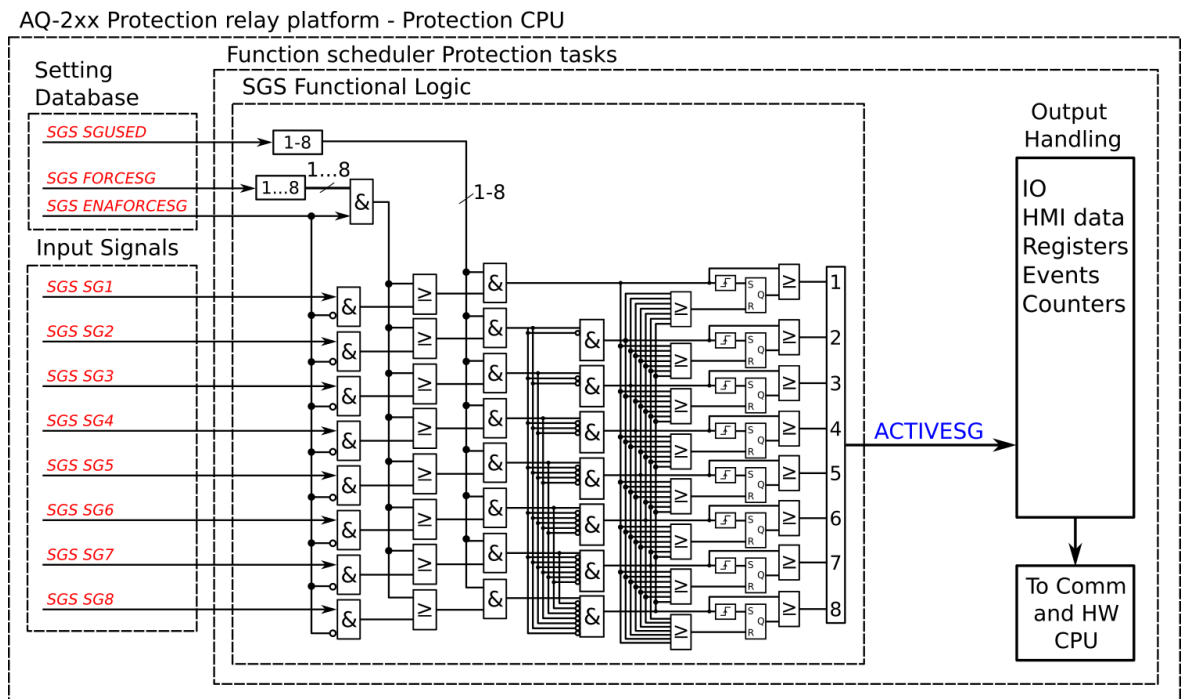 AQ-2xx Protection relay platform - Protection CPU
Function scheduler Protection tasks
Setting
Database
SGS Functional Logic
SGS SGUSED
1-8
SGS FORCESG
1...8
1...8
&
1-8
SGS ENAFORCESG
Output
Handling
IO
HMI data
Registers
Events
Counters
Input Signals
SGS SG1
& ≥ & ≥ S Q R ≥ 1
SGS SG2
& ≥ & & ≥ S Q R ≥ 2
SGS SG3
& ≥ & & ≥ S Q R ≥ 3
SGS SG4
& ≥ & & ≥ S Q R ≥ 4
ACTIVESG
SGS SG5
& ≥ & & ≥ S Q R ≥ 5
SGS SG6
& ≥ & & ≥ S Q R ≥ 6
SGS SG7
& ≥ & & ≥ S Q R ≥ 7
SGS SG8
& ≥ & & ≥ S Q R ≥ 8
To Comm
and HW
CPU